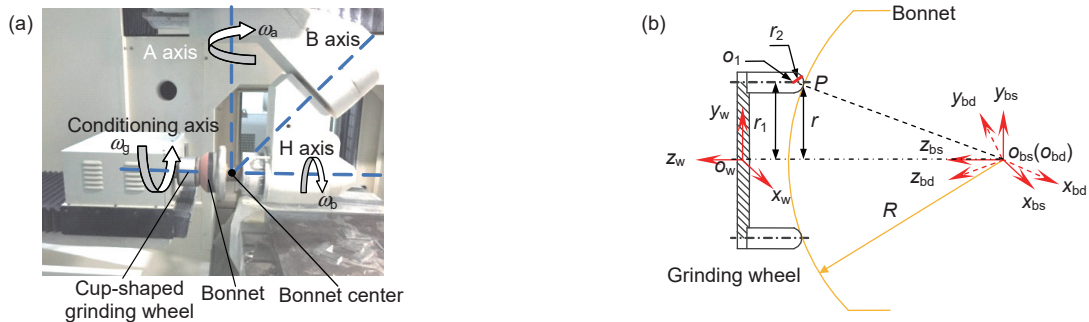 (a)
ωa
B axis
A axis
Conditioning axis
ωg
H axis
ωb
Cup-shaped
grinding wheel
Bonnet
Bonnet center
(b)
Bonnet
r2
o1
P
yw
r1
r
ybd
ybs
zw
ow
zbs
obs(obd)
zbd
xw
xbs
xbd
R
Grinding wheel